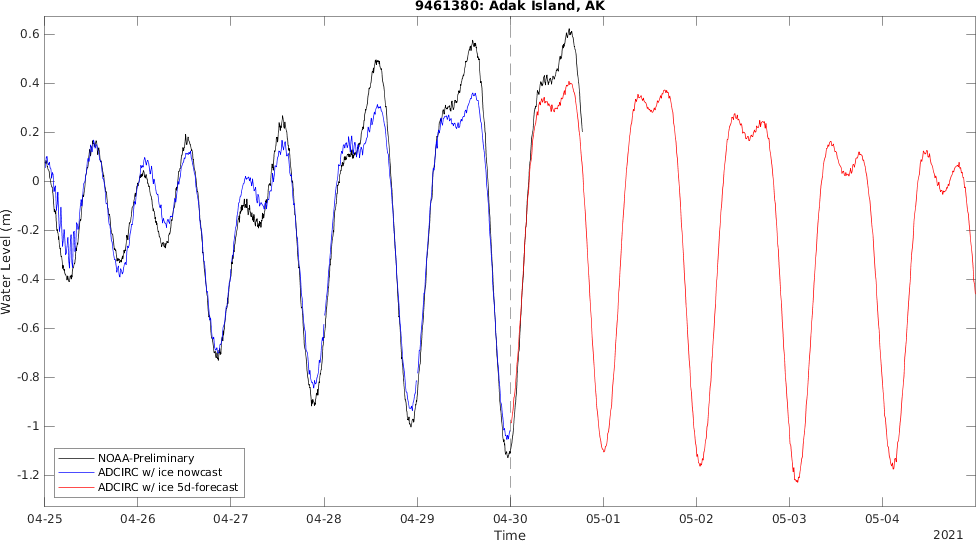 9461380: Adak Island, AK
Water Level (m)
0.6
0.4
0.2
0
-0.2
-0.4
-0.6
-0.8
-1
-1.2
NOAA-Preliminary
ADCIRC w/ ice nowcast
ADCIRC w/ ice 5d-forecast
04-25 04-26 04-27 04-28 04-29 04-30 05-01 05-02 05-03 05-04
Time
2021